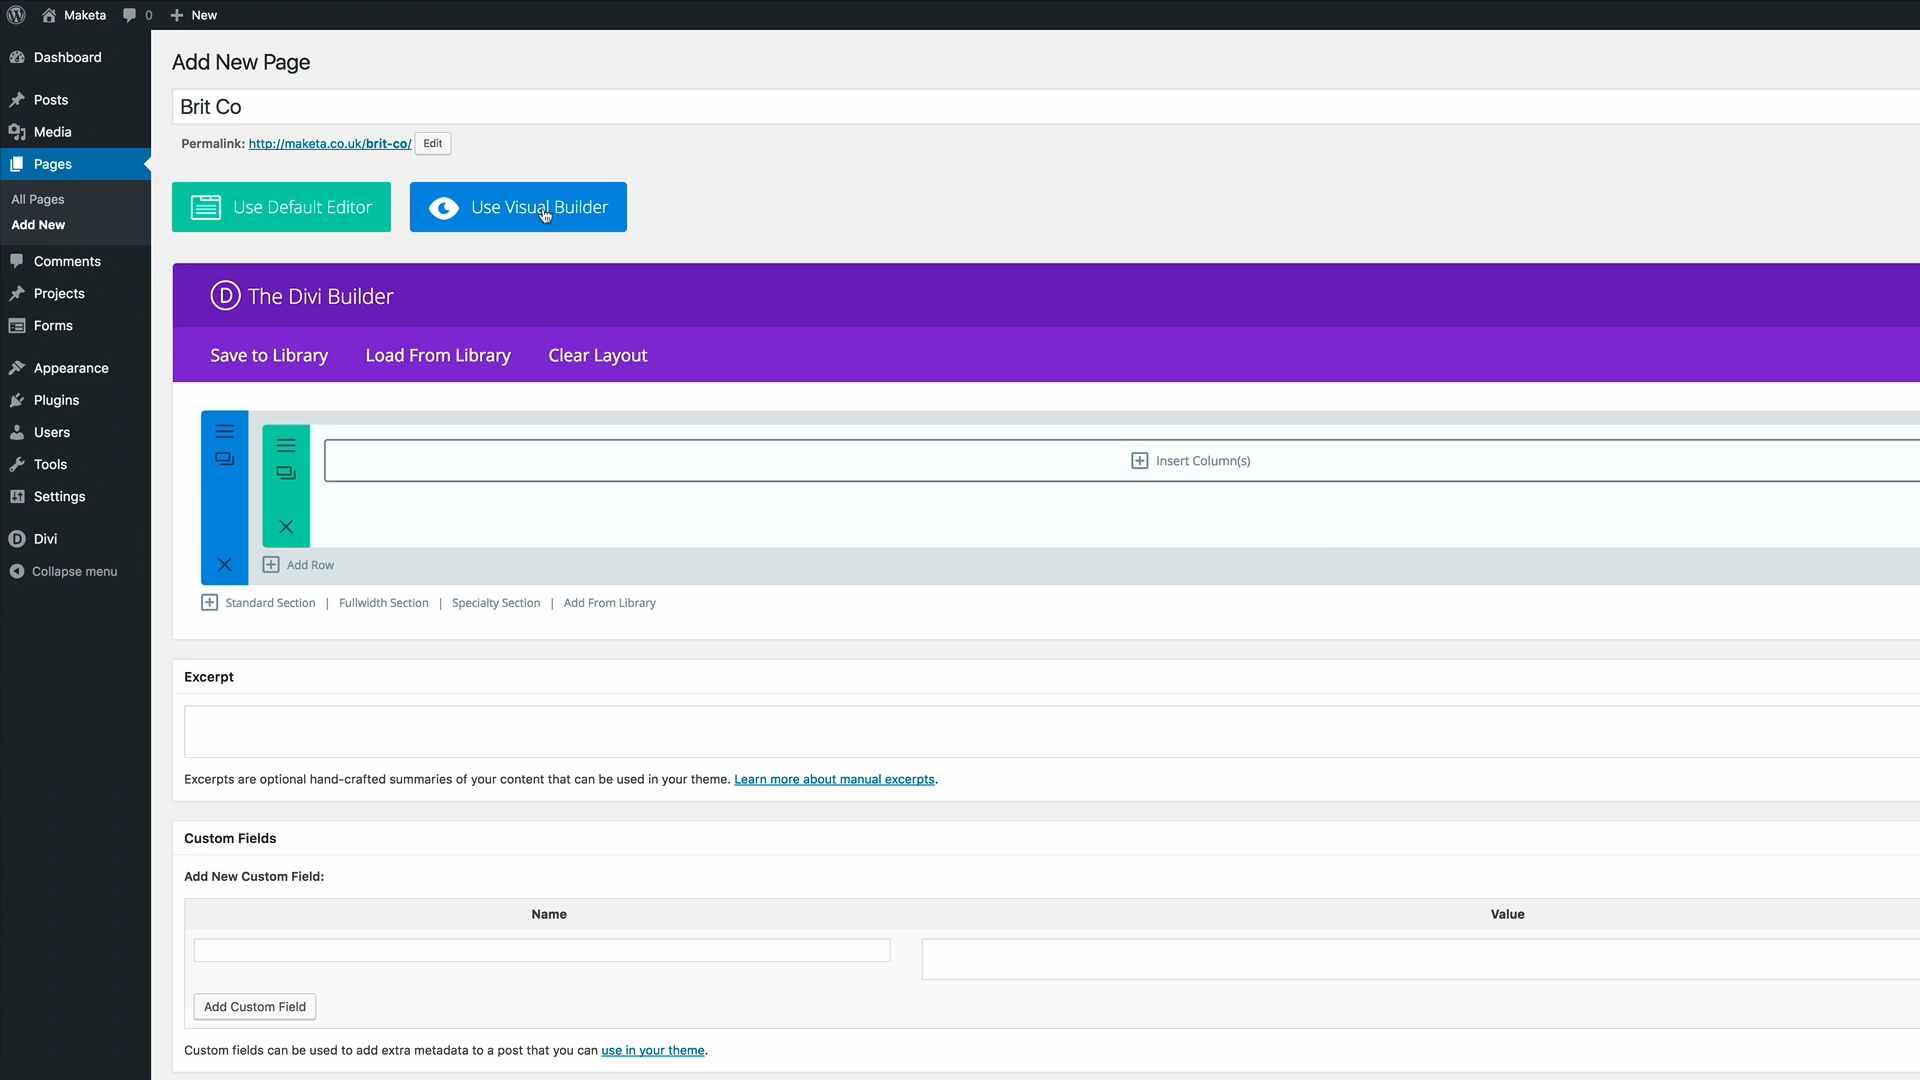 Maketa 0 New
Dashboard
Posts
Media
Pages
All Pages
Add New
Comments
Projects
Forms
Appearance
Plugins
Users
Tools
Settings
Divi
Collapse menu
Add New Page
Brit Co
Permalink: http://maketa.co.uk/brit-co/ Edit
Use Default Editor Use Visual Builder
D The Divi Builder
Save to Library Load From Library Clear Layout
Insert Column(s)
Add Row
Standard Section | Fullwidth Section | Specialty Section | Add From Library
Excerpt
Excerpts are optional hand-crafted summaries of your content that can be used in your theme. Learn more about manual excerpts.
Custom Fields
Add New Custom Field:
Name Value
Add Custom Field
Custom fields can be used to add extra metadata to a post that you can use in your theme.